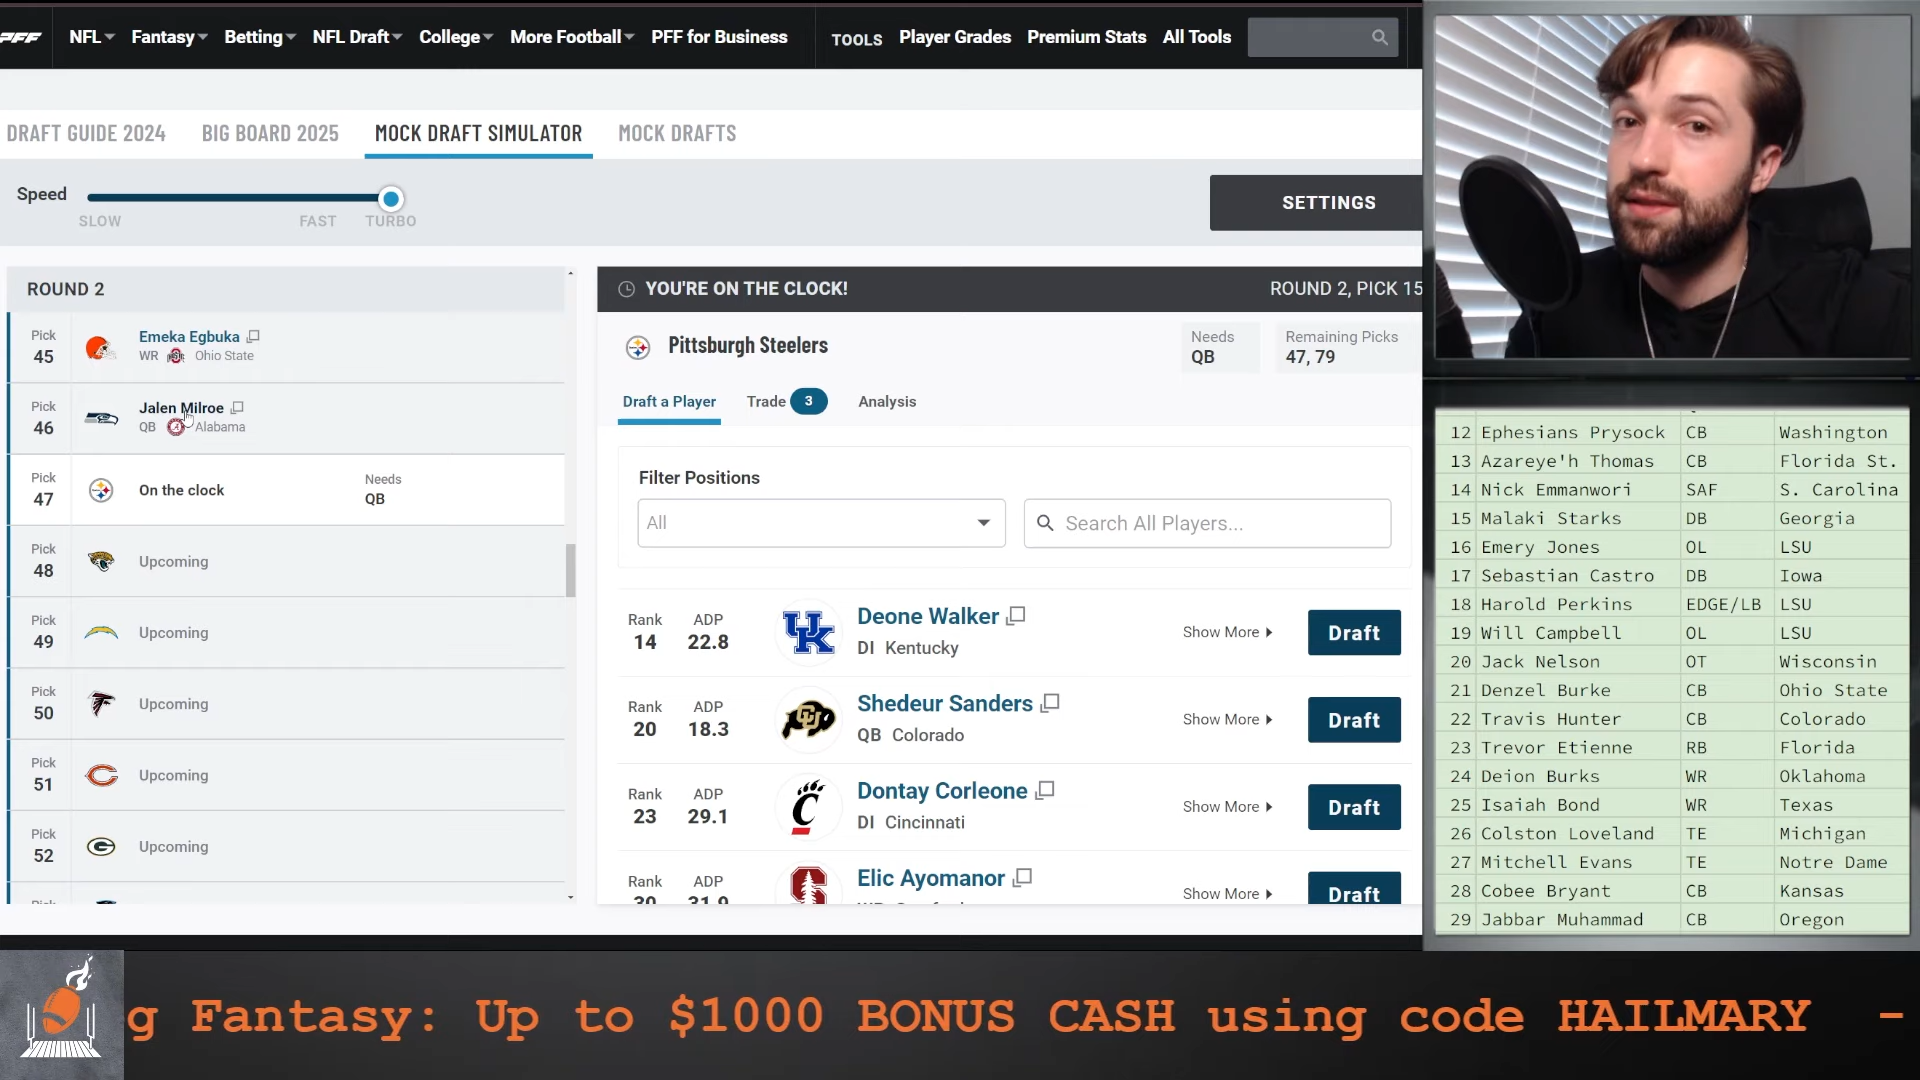 PFF
NFL
Fantasy
Betting
NFL Draft
College
More Football
PFF for Business
TOOLS
Player Grades
Premium Stats
All Tools
DRAFT GUIDE 2024
BIG BOARD 2025
MOCK DRAFT SIMULATOR
MOCK DRAFTS
Speed
SLOW
FAST
TURBO
SETTINGS
ROUND 2
Pick
45
Emeka Egbuka
WR Ohio State
Pick
46
Jalen Milroe
QB Alabama
Pick
47
On the clock
Needs
QB
Pick
48
Upcoming
Pick
49
Upcoming
Pick
50
Upcoming
Pick
51
Upcoming
Pick
52
Upcoming
YOU'RE ON THE CLOCK!
ROUND 2, PICK 15
Pittsburgh Steelers
Needs
QB
Remaining Picks
47, 79
Draft a Player
Trade 3
Analysis
Filter Positions
All
Search All Players...
Rank
14
ADP
22.8
Deone Walker
DI Kentucky
Show More
Draft
Rank
20
ADP
18.3
Shedeur Sanders
QB Colorado
Show More
Draft
Rank
23
ADP
29.1
Dontay Corleone
DI Cincinnati
Show More
Draft
Rank
30
ADP
31.9
Elic Ayomanor
Show More
Draft
12 Ephesians Prysock CB Washington
13 Azareye'h Thomas CB Florida St.
14 Nick Emmanwori SAF S. Carolina
15 Malaki Starks DB Georgia
16 Emery Jones OL LSU
17 Sebastian Castro DB Iowa
18 Harold Perkins EDGE/LB LSU
19 Will Campbell OL LSU
20 Jack Nelson OT Wisconsin
21 Denzel Burke CB Ohio State
22 Travis Hunter CB Colorado
23 Trevor Etienne RB Florida
24 Deion Burks WR Oklahoma
25 Isaiah Bond WR Texas
26 Colston Loveland TE Michigan
27 Mitchell Evans TE Notre Dame
28 Cobee Bryant CB Kansas
29 Jabbar Muhammad CB Oregon
g Fantasy: Up to $1000 BONUS CASH using code HAILMARY -